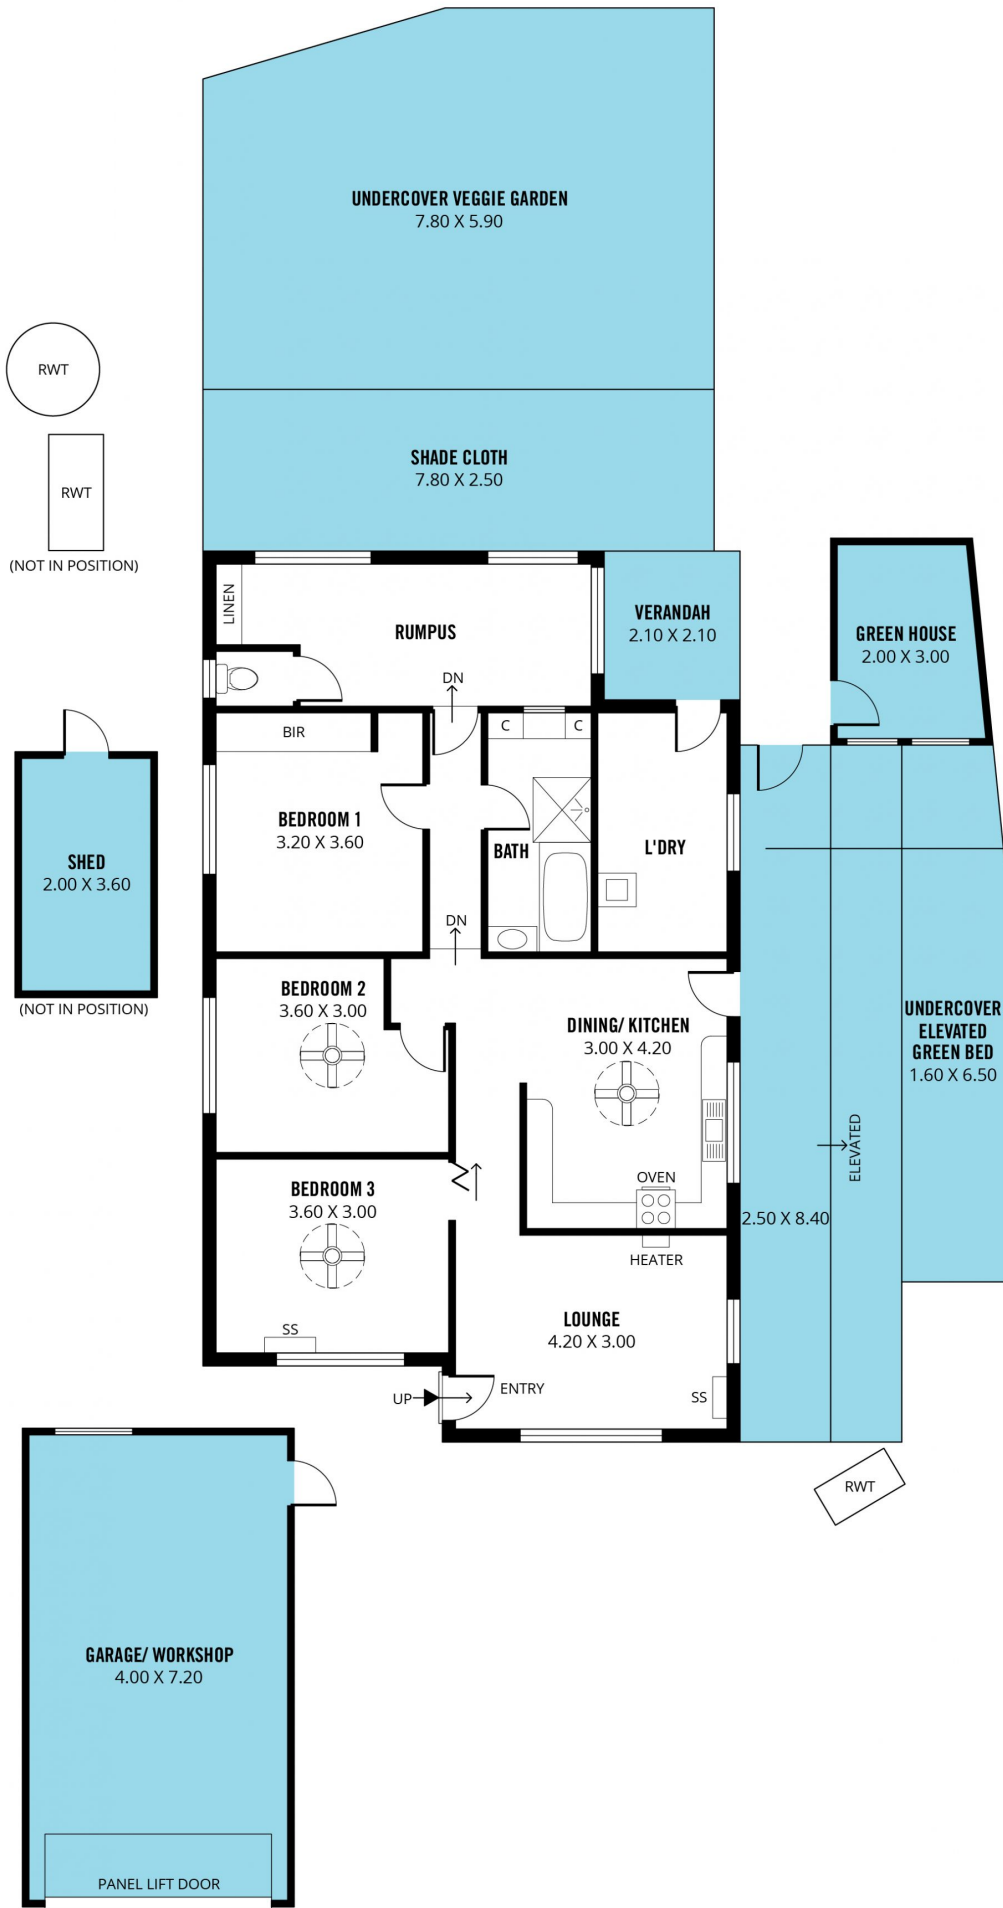 UNDERCOVER VEGGIE GARDEN
7.80 X 5.90
RWT
RWT
(NOT IN POSITION)
SHADE CLOTH
7.80 X 2.50
LINEN
RUMPUS
DN
VERANDAH
2.10 X 2.10
GREEN HOUSE
2.00 X 3.00
BIR
C
C
BEDROOM 1
3.20 X 3.60
BATH
L'DRY
SHED
2.00 X 3.60
(NOT IN POSITION)
DN
BEDROOM 2
3.60 X 3.00
DINING/ KITCHEN
3.00 X 4.20
UNDERCOVER
ELEVATED
GREEN BED
1.60 X 6.50
ELEVATED
BEDROOM 3
3.60 X 3.00
OVEN
2.50 X 8.40
HEATER
LOUNGE
4.20 X 3.00
SS
UP
ENTRY
SS
RWT
GARAGE/ WORKSHOP
4.00 X 7.20
PANEL LIFT DOOR